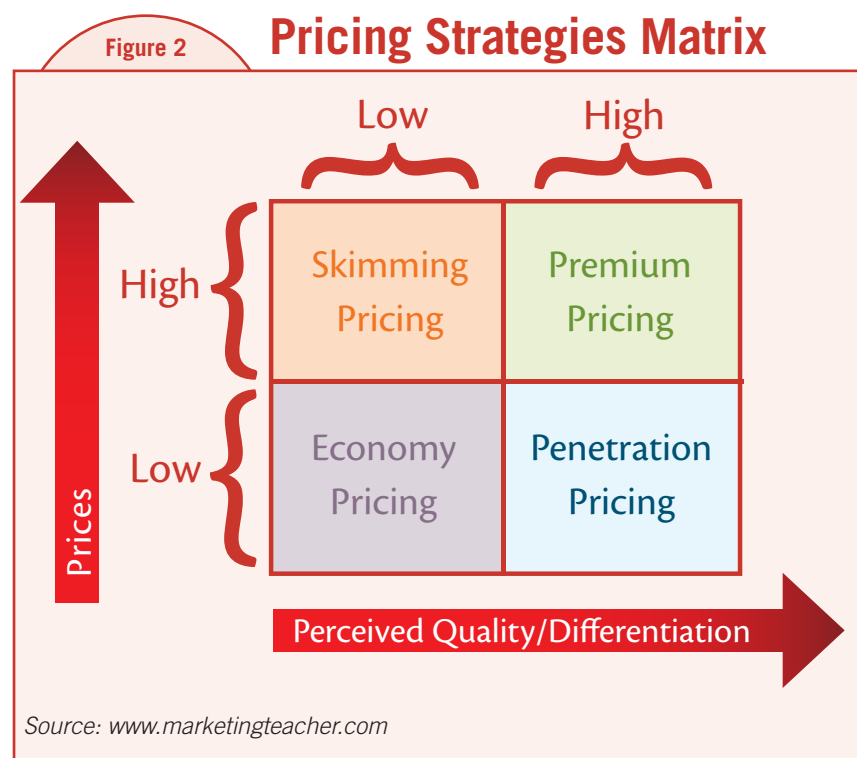 Figure 2
Pricing Strategies Matrix
Low
High
High
Skimming
Pricing
Premium
Pricing
Low
Economy
Pricing
Penetration
Pricing
Prices
Perceived Quality/Differentiation
Source: www.marketingteacher.com